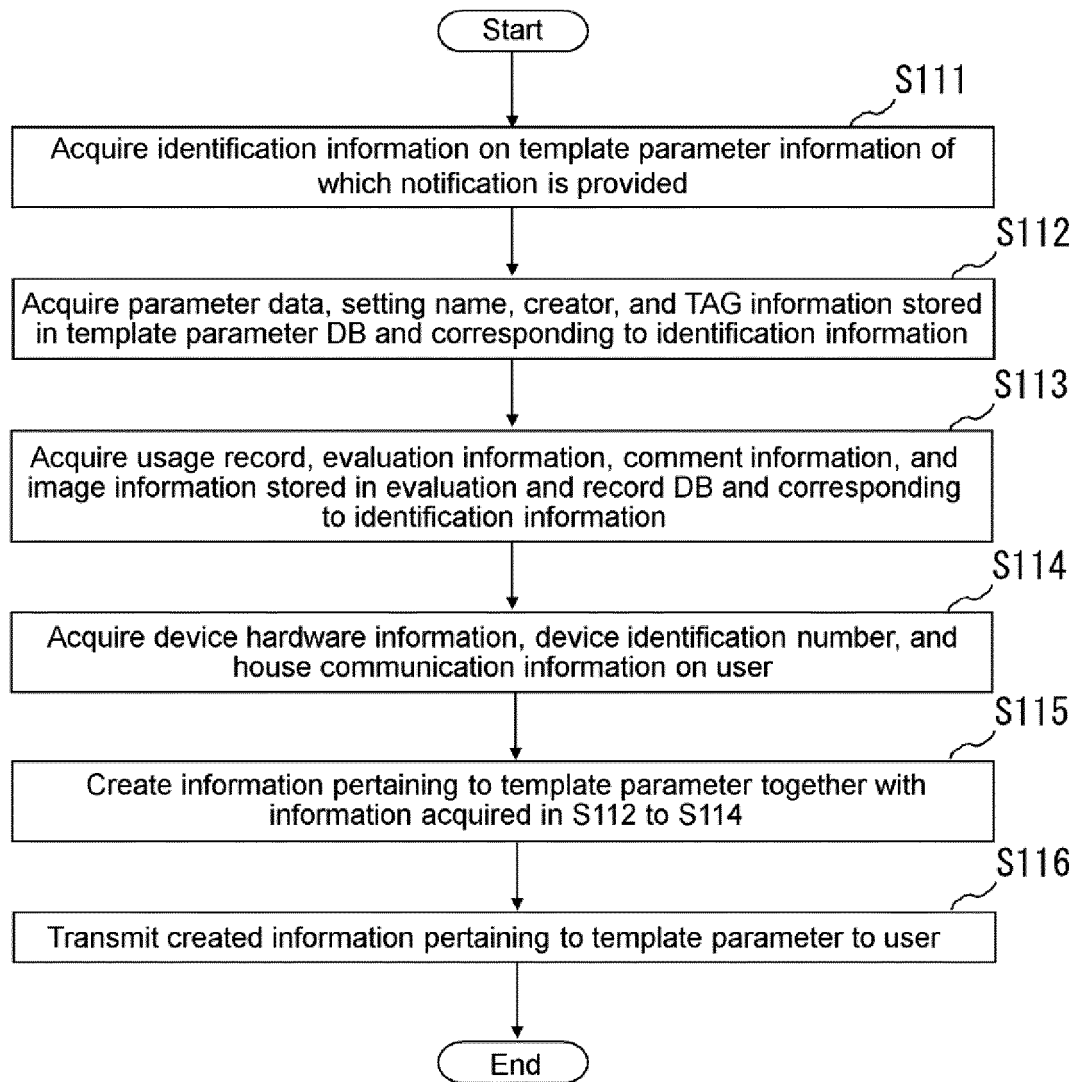 Start
S111
Acquire identification information on template parameter information of
which notification is provided
S112
Acquire parameter data, setting name, creator, and TAG information stored
in template parameter DB and corresponding to identification information
S113
Acquire usage record, evaluation information, comment information, and
image information stored in evaluation and record DB and corresponding
to identification information
S114
Acquire device hardware information, device identification number, and
house communication information on user
S115
Create information pertaining to template parameter together with
information acquired in S112 to S114
S116
Transmit created information pertaining to template parameter to user
End